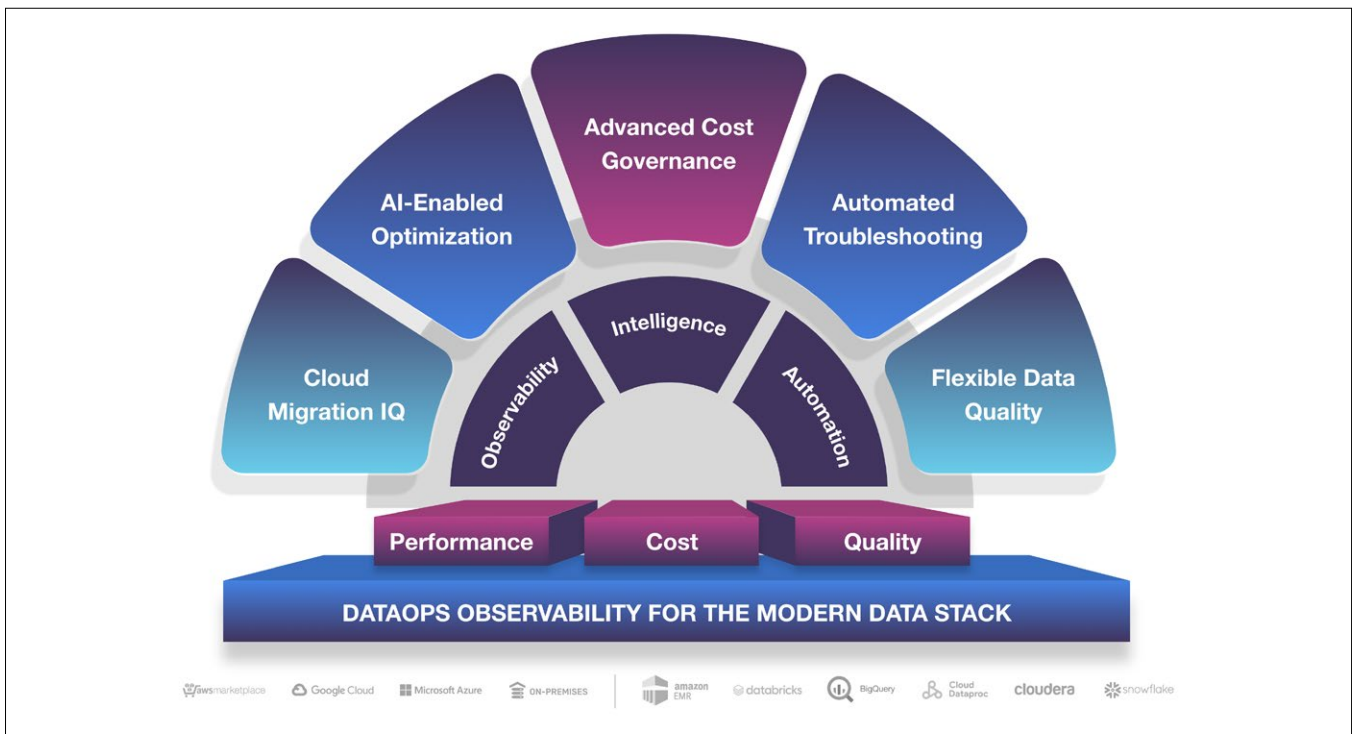 Advanced Cost
Governance
AI-Enabled
Optimization
Automated
Troubleshooting
Cloud
Migration IQ
Flexible Data
Quality
Observability
Intelligence
Automation
Performance
Cost
Quality
DATAOPS OBSERVABILITY FOR THE MODERN DATA STACK
awsmarketplace
Google Cloud
Microsoft Azure
ON-PREMISES
amazon
EMR
databricks
BigQuery
Cloud
Dataproc
cloudera
snowflake